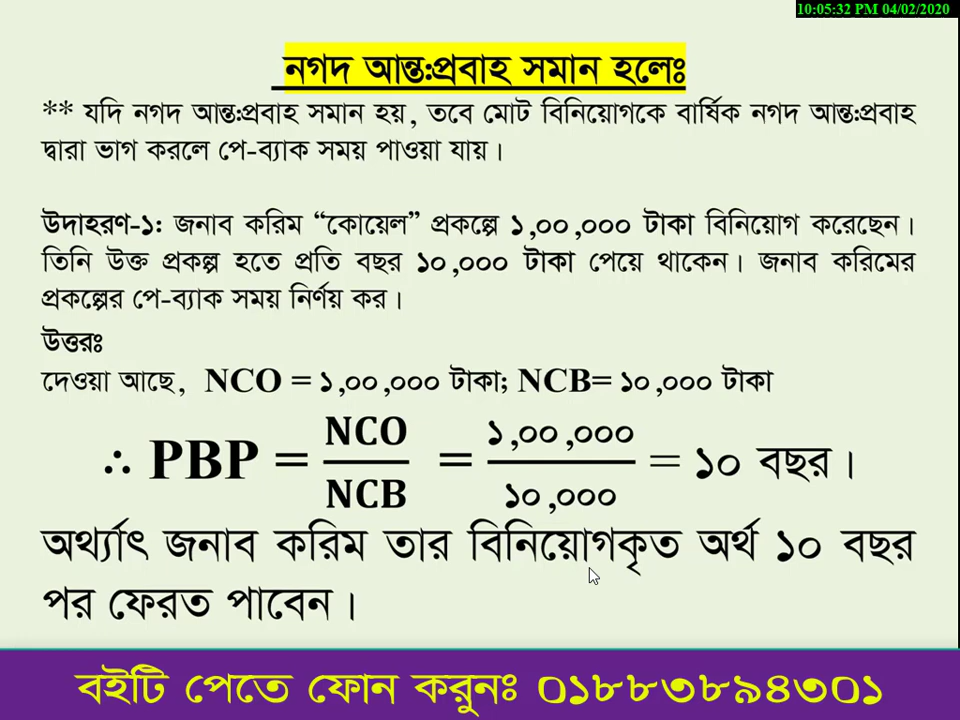 10:05:32 PM 04/02/2020
নগদ আন্ত:প্রবাহ সমান হলেঃ
** যদি নগদ আন্ত:প্রবাহ সমান হয়, তবে মোট বিনিয়োগকে বার্ষিক নগদ আন্ত:প্রবাহ
দ্বারা ভাগ করলে পে-ব্যাক সময় পাওয়া যায়।
উদাহরণ-১: জনাব করিম “কোয়েল” প্রকল্পে ১,০০,০০০ টাকা বিনিয়োগ করেছেন।
তিনি উক্ত প্রকল্প হতে প্রতি বছর ১০,০০০ টাকা পেয়ে থাকেন। জনাব করিমের
প্রকল্পের পে-ব্যাক সময় নির্ণয় কর।
উত্তরঃ
দেওয়া আছে, NCO = ১,০০,০০০ টাকা; NCB= ১০,০০০ টাকা
∴ PBP = NCO/NCB = ১,০০,০০০/১০,০০০ = ১০ বছর।
অর্থ্যাৎ জনাব করিম তার বিনিয়োগকৃত অর্থ ১০ বছর
পর ফেরত পাবেন।
বইটি পেতে ফোন করুনঃ ০১৮৮৩৮৯৪৩০১